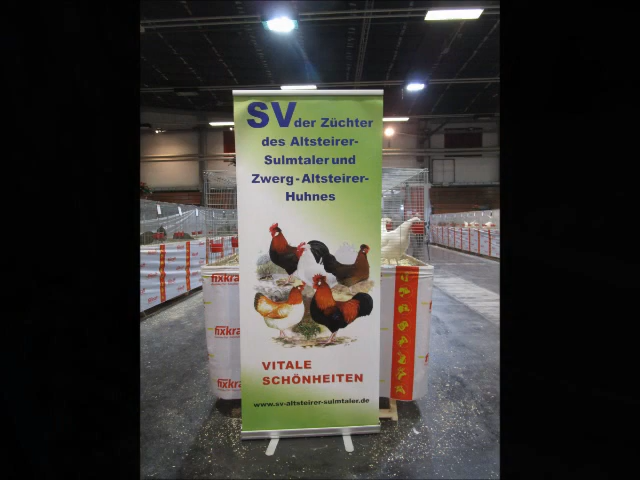 SV der Züchter
des Altsteirer-
Sulmtaler und
Zwerg-Altsteirer-
Huhnes
VITALE
SCHÖNHEITEN
www.sv-altsteirer-sulmtaler.de
fixkra
fixkra
fixkra